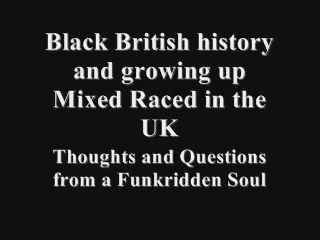 Black British history
and growing up
Mixed Raced in the
UK
Thoughts and Questions
from a Funkridden Soul